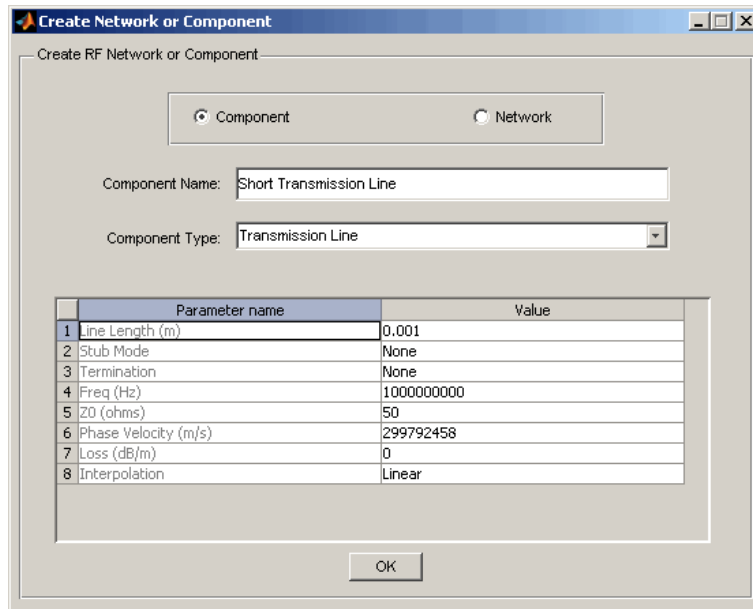 Create Network or Component
Create RF Network or Component
Component Network
Component Name: Short Transmission Line
Component Type: Transmission Line
Parameter name Value
1 Line Length (m) 0.001
2 Stub Mode None
3 Termination None
4 Freq (Hz) 1000000000
5 Z0 (ohms) 50
6 Phase Velocity (m/s) 299792458
7 Loss (dB/m) 0
8 Interpolation Linear
OK